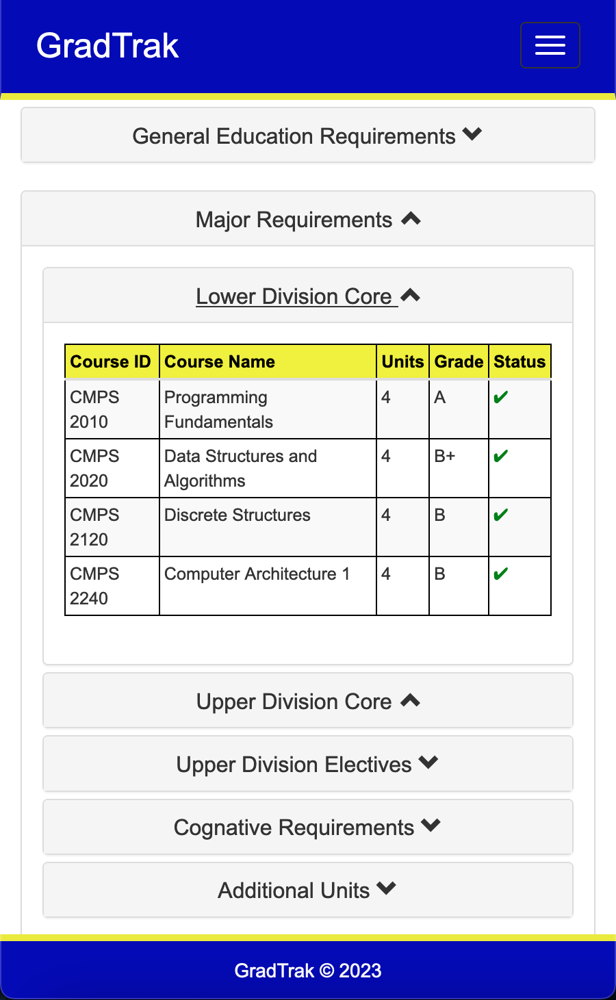 GradTrak
General Education Requirements
Major Requirements
Lower Division Core
Course ID Course Name Units Grade Status
CMPS Programming 4 A ✔
2010 Fundamentals
CMPS Data Structures and 4 B+ ✔
2020 Algorithms
CMPS Discrete Structures 4 B ✔
2120
CMPS Computer Architecture 1 4 B ✔
2240
Upper Division Core
Upper Division Electives
Cognative Requirements
Additional Units
GradTrak © 2023